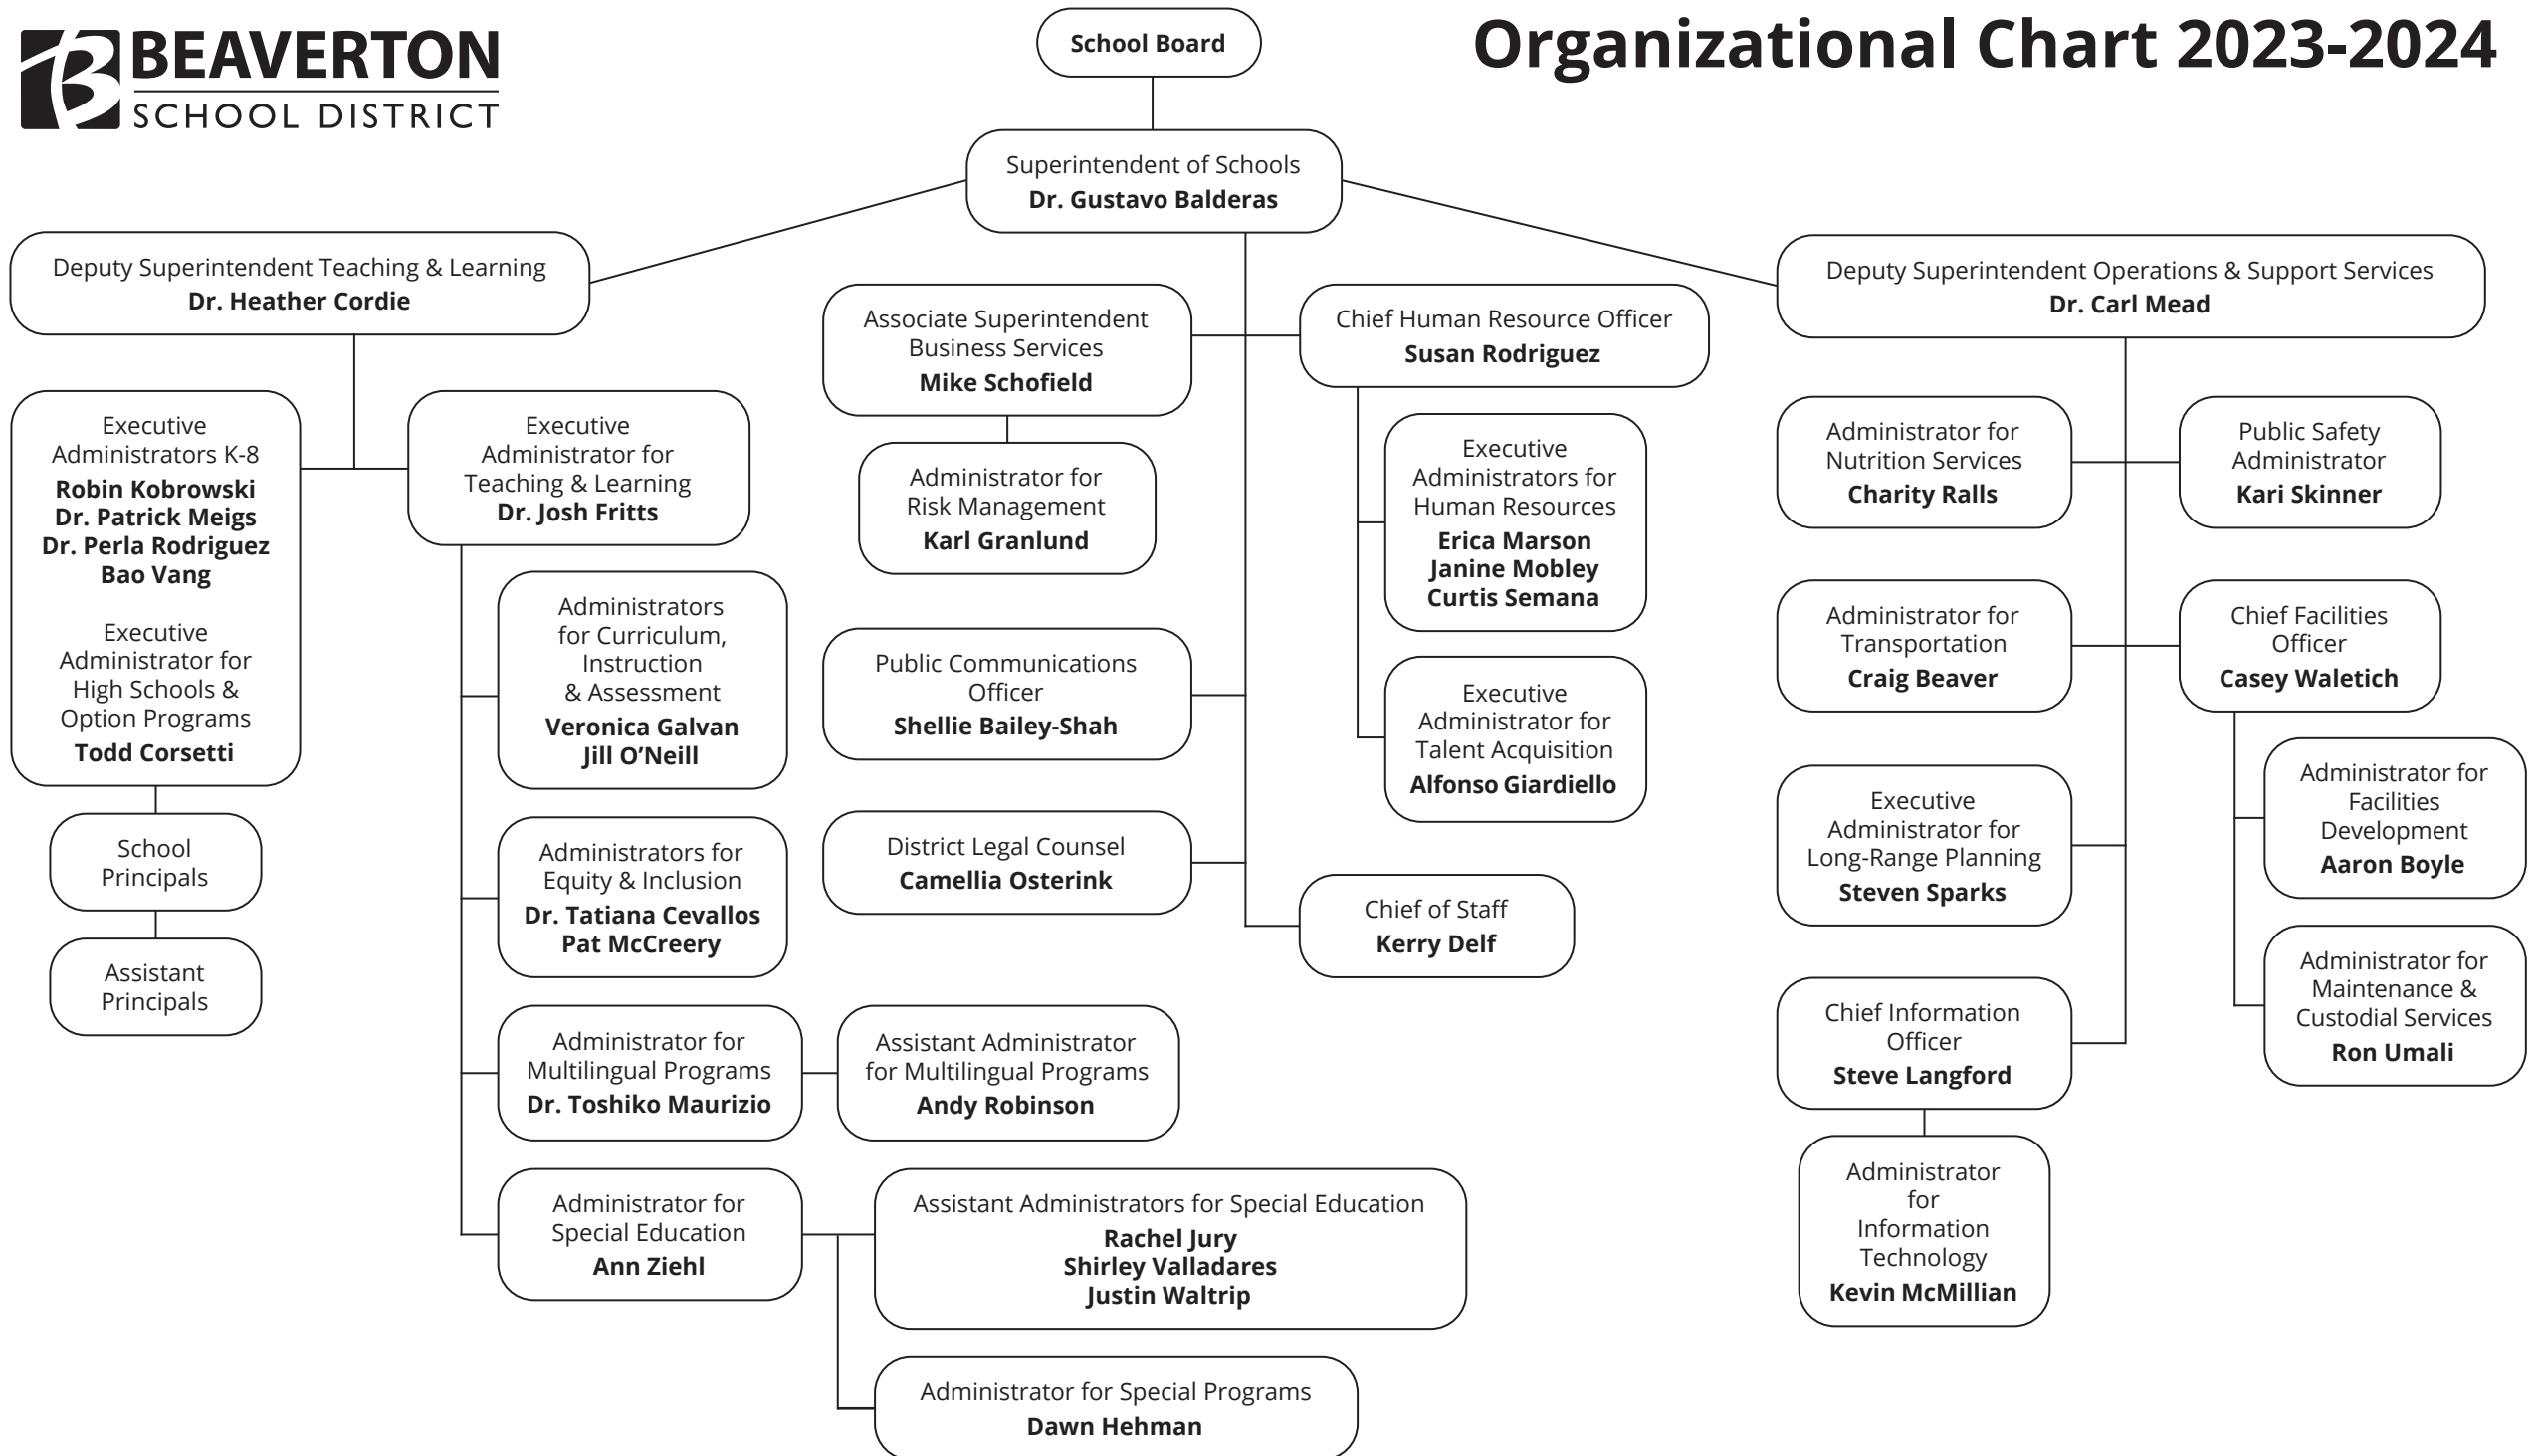 BEAVERTON
SCHOOL DISTRICT
Organizational Chart 2023-2024
School Board
Superintendent of Schools
Dr. Gustavo Balderas
Deputy Superintendent Teaching & Learning
Dr. Heather Cordie
Executive
Administrators K-8
Robin Kobrowski
Dr. Patrick Meigs
Dr. Perla Rodriguez
Bao Vang
Executive
Administrator for
High Schools &
Option Programs
Todd Corsetti
School
Principals
Assistant
Principals
Executive
Administrator for
Teaching & Learning
Dr. Josh Fritts
Administrators
for Curriculum,
Instruction
& Assessment
Veronica Galvan
Jill O’Neill
Administrators for
Equity & Inclusion
Dr. Tatiana Cevallos
Pat McCreery
Administrator for
Multilingual Programs
Dr. Toshiko Maurizio
Assistant Administrator
for Multilingual Programs
Andy Robinson
Administrator for
Special Education
Ann Ziehl
Assistant Administrators for Special Education
Rachel Jury
Shirley Valladares
Justin Waltrip
Administrator for Special Programs
Dawn Hehman
Associate Superintendent
Business Services
Mike Schofield
Administrator for
Risk Management
Karl Granlund
Public Communications
Officer
Shellie Bailey-Shah
District Legal Counsel
Camellia Osterink
Chief Human Resource Officer
Susan Rodriguez
Executive
Administrators for
Human Resources
Erica Marson
Janine Mobley
Curtis Semana
Executive
Administrator for
Talent Acquisition
Alfonso Giardiello
Chief of Staff
Kerry Delf
Deputy Superintendent Operations & Support Services
Dr. Carl Mead
Administrator for
Nutrition Services
Charity Ralls
Public Safety
Administrator
Kari Skinner
Administrator for
Transportation
Craig Beaver
Chief Facilities
Officer
Casey Waletich
Administrator for
Facilities
Development
Aaron Boyle
Administrator for
Maintenance &
Custodial Services
Ron Umali
Executive
Administrator for
Long-Range Planning
Steven Sparks
Chief Information
Officer
Steve Langford
Administrator
for
Information
Technology
Kevin McMillian